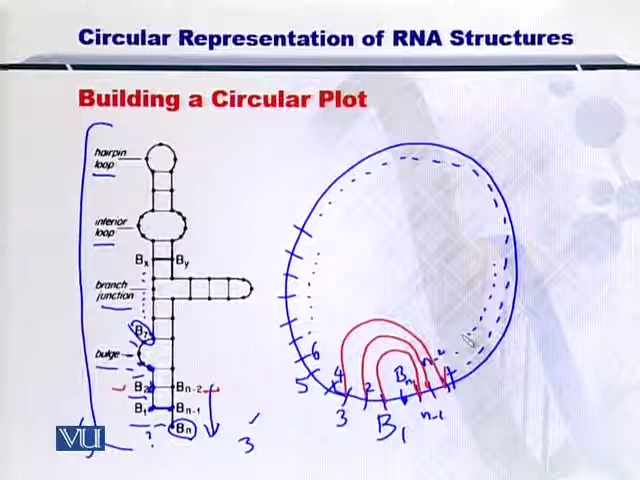 Circular Representation of RNA Structures
Building a Circular Plot
hairpin
loop
interior
loop
Bx By
branch
junction
B7
bulge
B2 Bn-2
B1 Bn-1
Bn
?
3
VU
6
5
4
3
2
B1
Bn
n-1